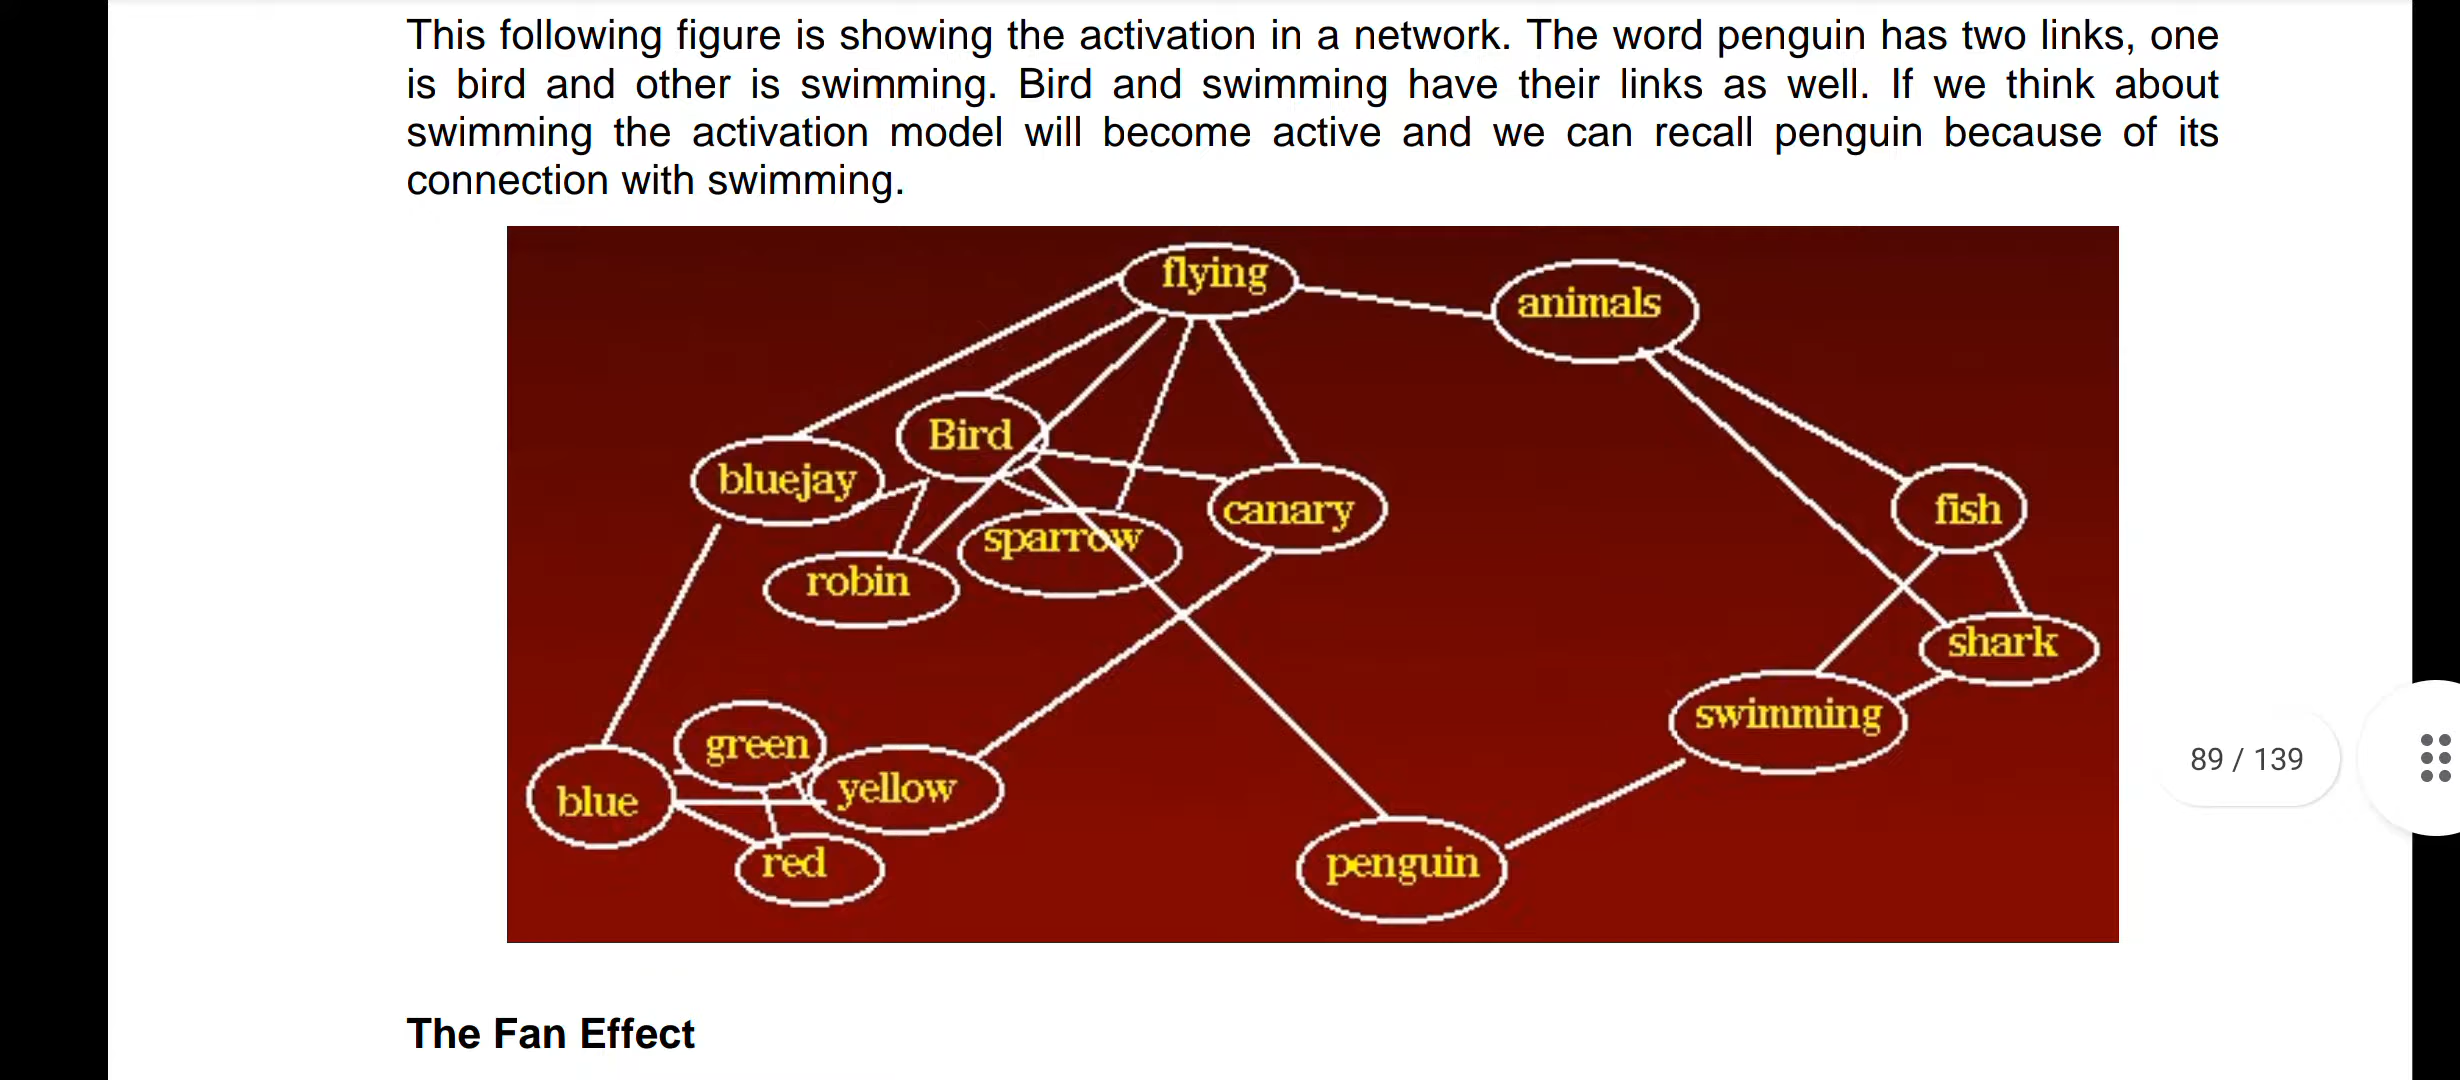 This following figure is showing the activation in a network. The word penguin has two links, one
is bird and other is swimming. Bird and swimming have their links as well. If we think about
swimming the activation model will become active and we can recall penguin because of its
connection with swimming.
flying
animals
Bird
bluejay
canary
fish
sparrow
robin
shark
swimming
green
yellow
blue
red
penguin
89 / 139
The Fan Effect